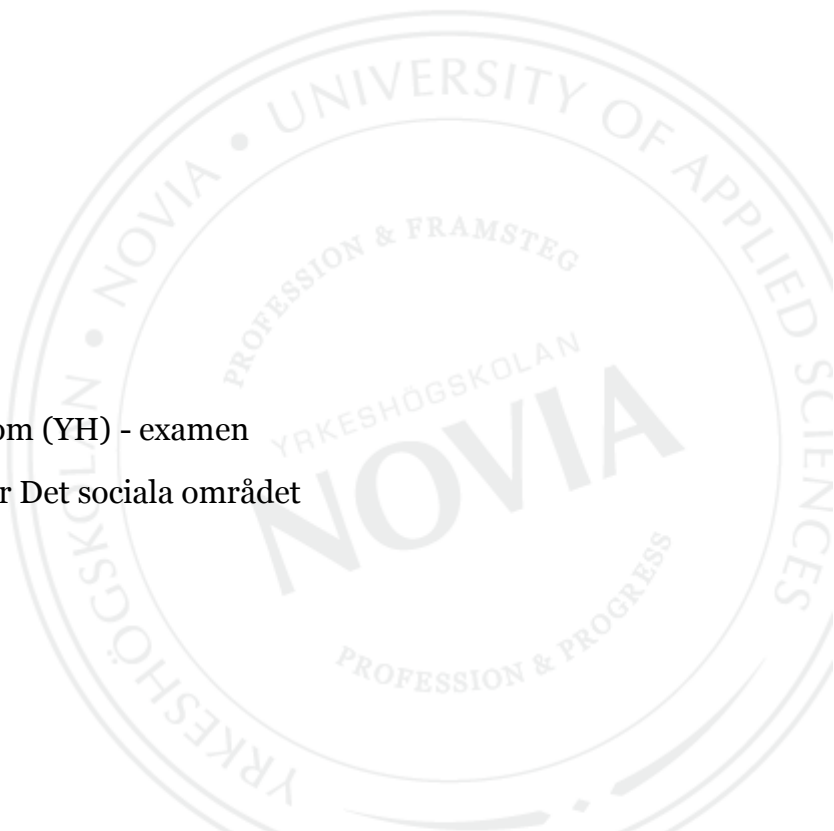 om (YH) - examen
r Det sociala området
YRKESHÖGSKOLAN • NOVIA • UNIVERSITY OF APPLIED SCIENCES
PROFESSION & FRAMSTEG
YRKESHÖGSKOLAN
NOVIA
PROFESSION & PROGRESS